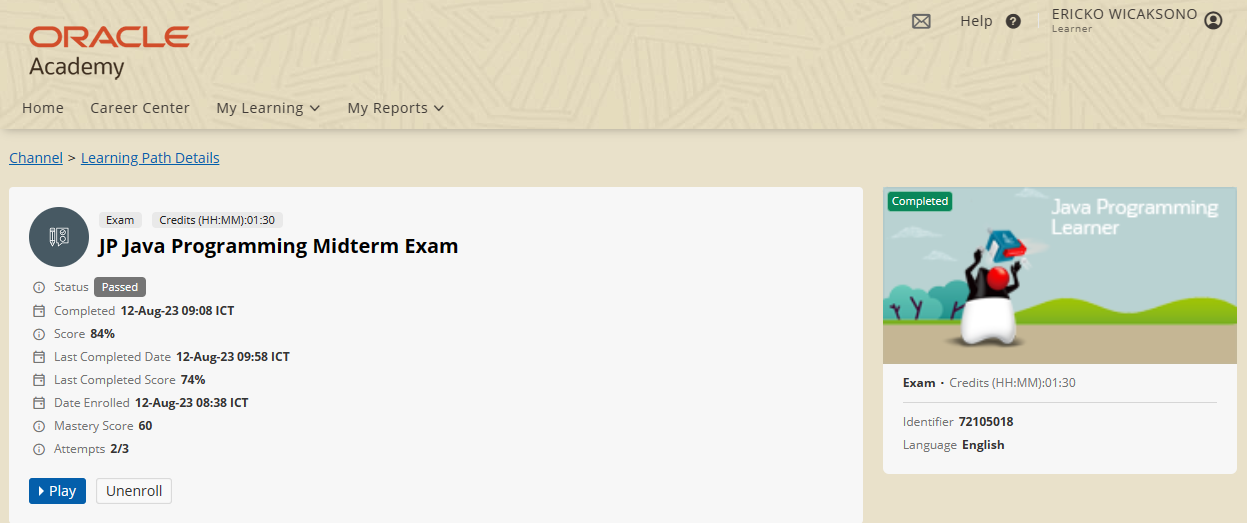 ORACLE
Academy
Help
ERICKO WICAKSONO
Learner
Home
Career Center
My Learning
My Reports
Channel > Learning Path Details
Exam
Credits (HH:MM):01:30
JP Java Programming Midterm Exam
Status Passed
Completed 12-Aug-23 09:08 ICT
Score 84%
Last Completed Date 12-Aug-23 09:58 ICT
Last Completed Score 74%
Date Enrolled 12-Aug-23 08:38 ICT
Mastery Score 60
Attempts 2/3
Play
Unenroll
Completed
Java Programming
Learner
Exam • Credits (HH:MM):01:30
Identifier 72105018
Language English